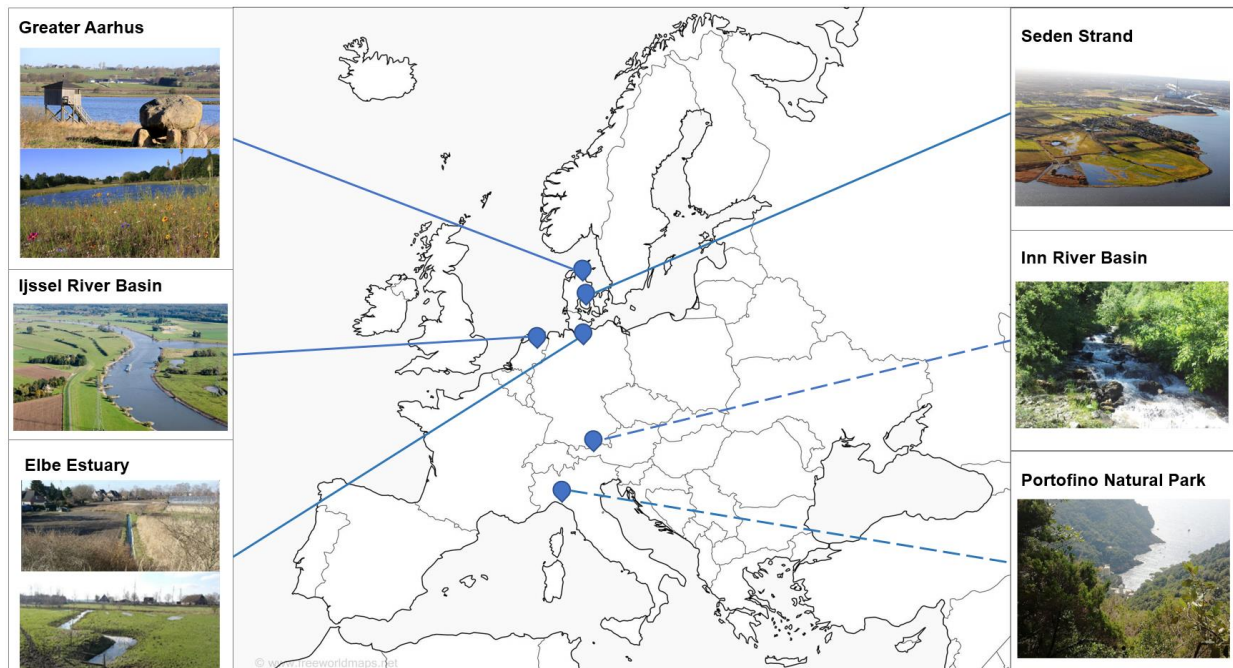 Greater Aarhus
Ijssel River Basin
Elbe Estuary
Seden Strand
Inn River Basin
Portofino Natural Park
© www.freeworldmaps.net